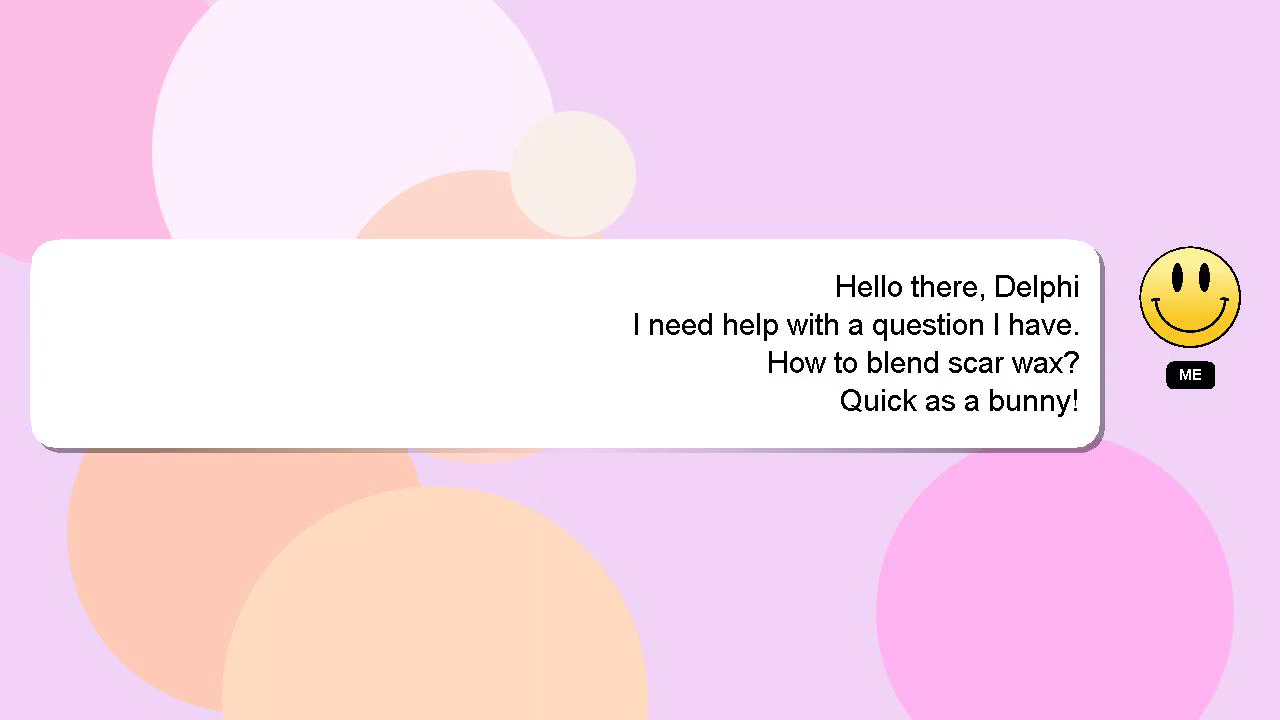 Hello there, Delphi
I need help with a question I have.
How to blend scar wax?
Quick as a bunny!
ME